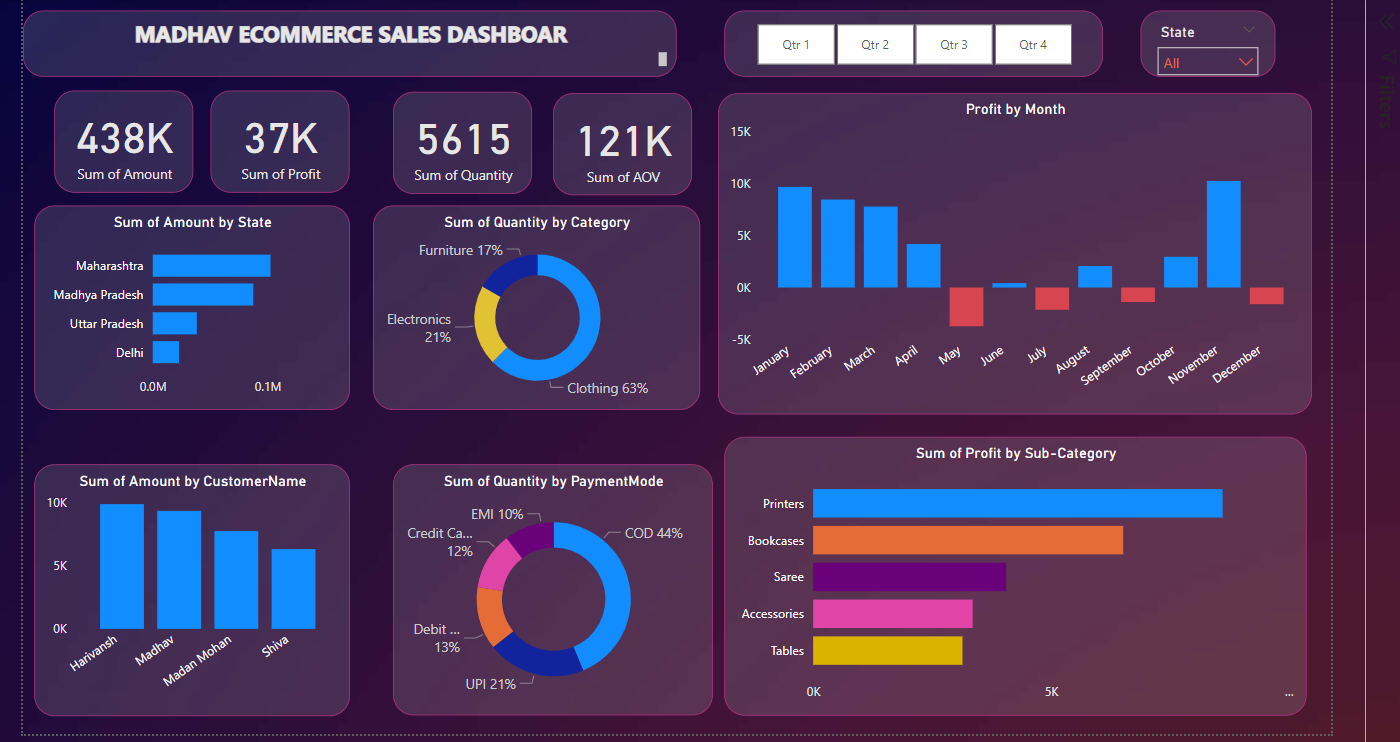 MADHAV ECOMMERCE SALES DASHBOAR
Qtr 1
Qtr 2
Qtr 3
Qtr 4
State
All
Filters
438K
Sum of Amount
37K
Sum of Profit
5615
Sum of Quantity
121K
Sum of AOV
Profit by Month
15K
10K
5K
0K
-5K
January
February
March
April
May
June
July
August
September
October
November
December
Sum of Amount by State
Maharashtra
Madhya Pradesh
Uttar Pradesh
Delhi
0.0M
0.1M
Sum of Quantity by Category
Furniture 17%
Electronics
21%
Clothing 63%
Sum of Amount by CustomerName
10K
5K
0K
Harivansh
Madhav
Madan Mohan
Shiva
Sum of Quantity by PaymentMode
EMI 10%
COD 44%
Credit Ca...
12%
Debit ...
13%
UPI 21%
Sum of Profit by Sub-Category
Printers
Bookcases
Saree
Accessories
Tables
0K
5K
...